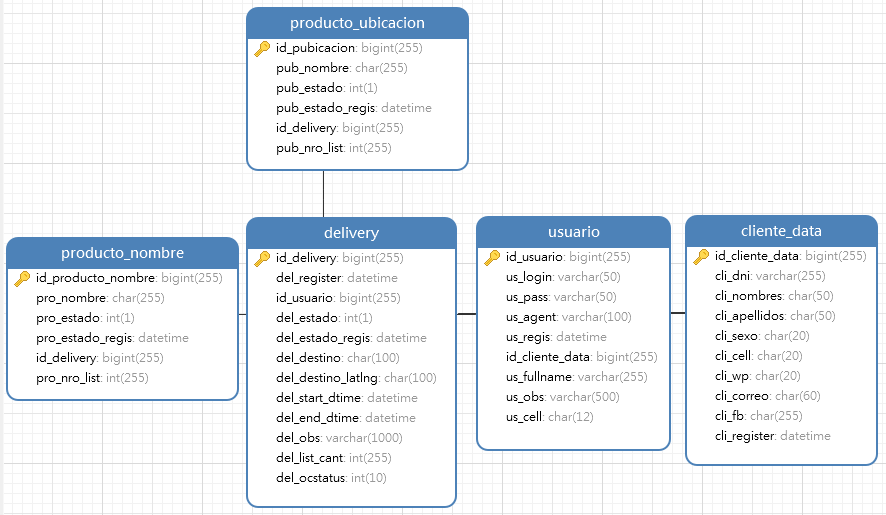 producto_ubicacion
id_pubicacion: bigint(255)
pub_nombre: char(255)
pub_estado: int(1)
pub_estado_regis: datetime
id_delivery: bigint(255)
pub_nro_list: int(255)
producto_nombre
id_producto_nombre: bigint(255)
pro_nombre: char(255)
pro_estado: int(1)
pro_estado_regis: datetime
id_delivery: bigint(255)
pro_nro_list: int(255)
delivery
id_delivery: bigint(255)
del_register: datetime
id_usuario: bigint(255)
del_estado: int(1)
del_estado_regis: datetime
del_destino: char(100)
del_destino_latlng: char(100)
del_start_dtime: datetime
del_end_dtime: datetime
del_obs: varchar(1000)
del_list_cant: int(255)
del_ocstatus: int(10)
usuario
id_usuario: bigint(255)
us_login: varchar(50)
us_pass: varchar(50)
us_agent: varchar(100)
us_regis: datetime
id_cliente_data: bigint(255)
us_fullname: varchar(255)
us_obs: varchar(500)
us_cell: char(12)
cliente_data
id_cliente_data: bigint(255)
cli_dni: varchar(255)
cli_nombres: char(50)
cli_apellidos: char(50)
cli_sexo: char(20)
cli_cell: char(20)
cli_wp: char(20)
cli_correo: char(60)
cli_fb: char(255)
cli_register: datetime